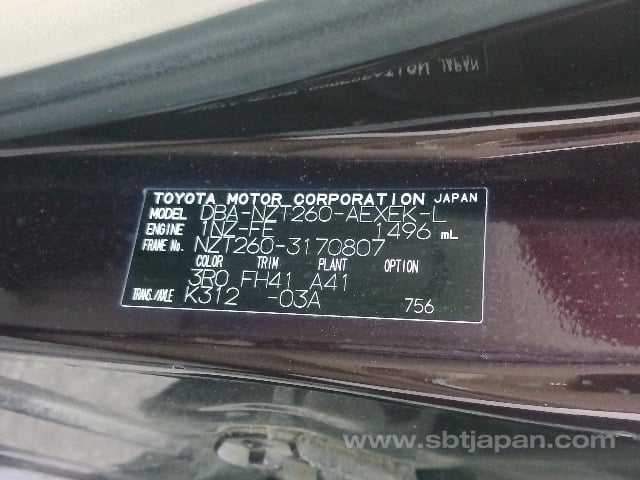 TOYOTA MOTOR CORPORATION JAPAN
MODEL DBA-NZT260-AEXEK-L
ENGINE 1NZ-FE 1496 mL
FRAME No. NZT260-3170807
COLOR TRIM PLANT OPTION
3R0 FH41 A41
TRANS./AXLE K312 -03A 756
www.sbtjapan.com